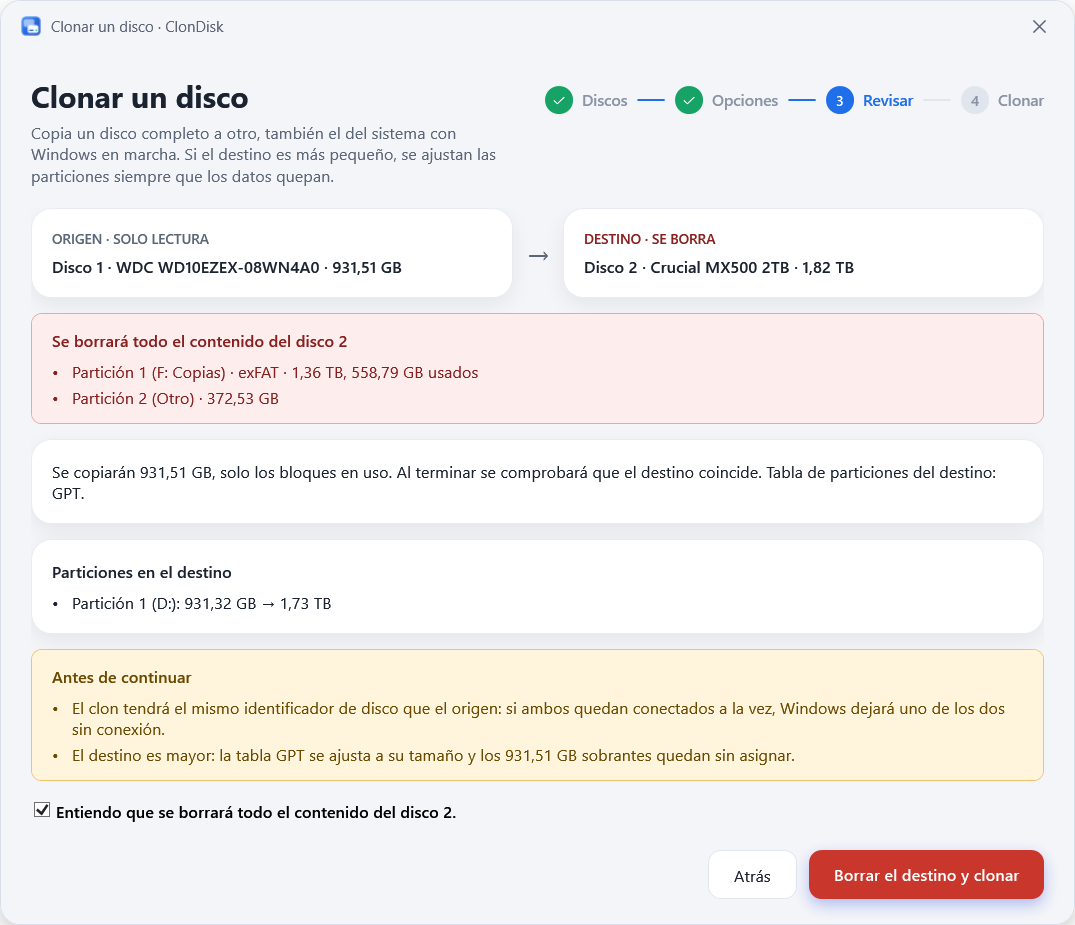 Clonar un disco · ClonDisk
Clonar un disco
Discos
Opciones
3 Revisar
4 Clonar
Copia un disco completo a otro, también el del sistema con
Windows en marcha. Si el destino es más pequeño, se ajustan las
particiones siempre que los datos quepan.
ORIGEN · SOLO LECTURA
Disco 1 · WDC WD10EZEX-08WN4A0 · 931,51 GB
→
DESTINO · SE BORRA
Disco 2 · Crucial MX500 2TB · 1,82 TB
Se borrará todo el contenido del disco 2
• Partición 1 (F: Copias) · exFAT · 1,36 TB, 558,79 GB usados
• Partición 2 (Otro) · 372,53 GB
Se copiarán 931,51 GB, solo los bloques en uso. Al terminar se comprobará que el destino coincide. Tabla de particiones del destino:
GPT.
Particiones en el destino
• Partición 1 (D:): 931,32 GB → 1,73 TB
Antes de continuar
• El clon tendrá el mismo identificador de disco que el origen: si ambos quedan conectados a la vez, Windows dejará uno de los dos
sin conexión.
• El destino es mayor: la tabla GPT se ajusta a su tamaño y los 931,51 GB sobrantes quedan sin asignar.
Entiendo que se borrará todo el contenido del disco 2.
Atrás
Borrar el destino y clonar